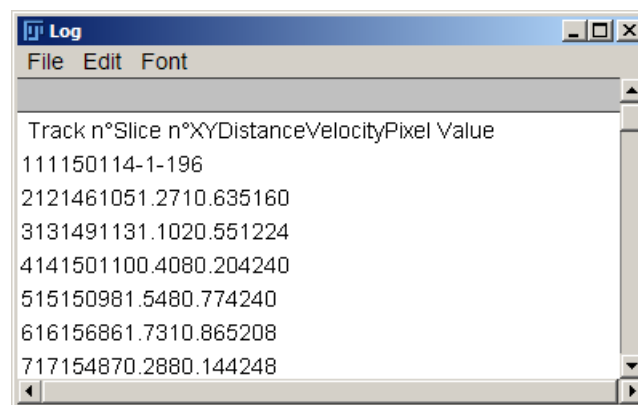 Log
File Edit Font
Track n°Slice n°XYDistanceVelocityPixel Value
111150114-1-196
2121461051.2710.635160
3131491131.1020.551224
4141501100.4080.204240
515150981.5480.774240
616156861.7310.865208
717154870.2880.144248